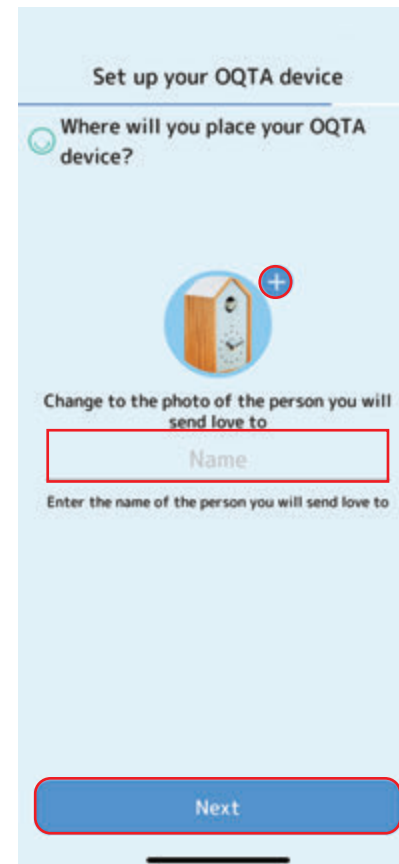 Set up your OQTA device
Where will you place your OQTA
device?
Change to the photo of the person you will
send love to
Name
Enter the name of the person you will send love to
Next